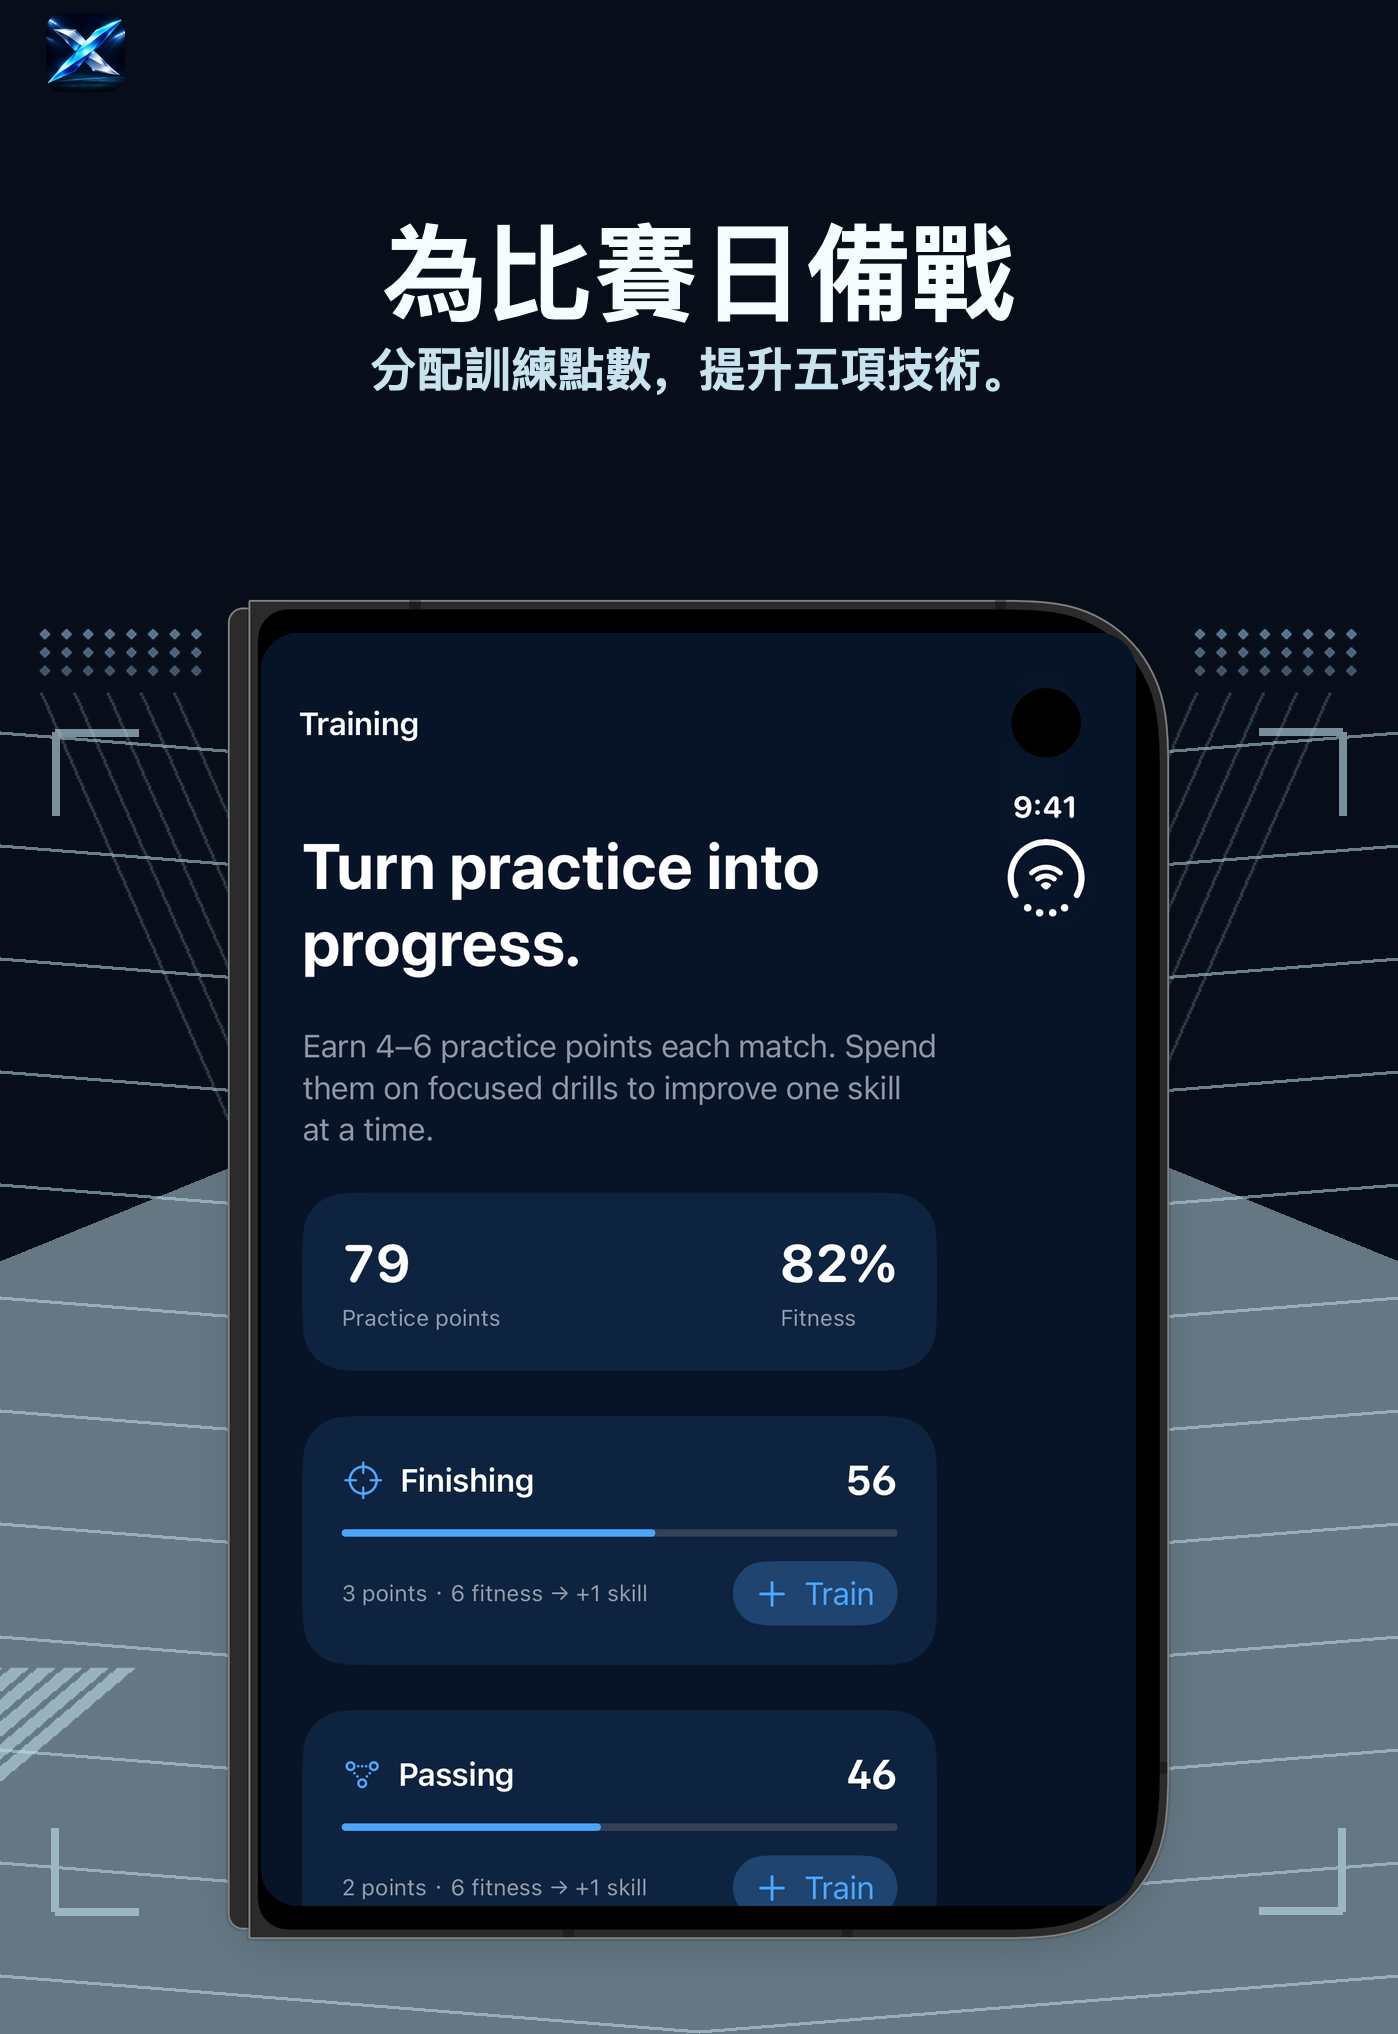 為比賽日備戰
分配訓練點數，提升五項技術。
Training
9:41
Turn practice into
progress.
Earn 4–6 practice points each match. Spend
them on focused drills to improve one skill
at a time.
79
82%
Practice points
Fitness
Finishing
56
3 points · 6 fitness → +1 skill
+ Train
Passing
46
2 points · 6 fitness → +1 skill
+ Train